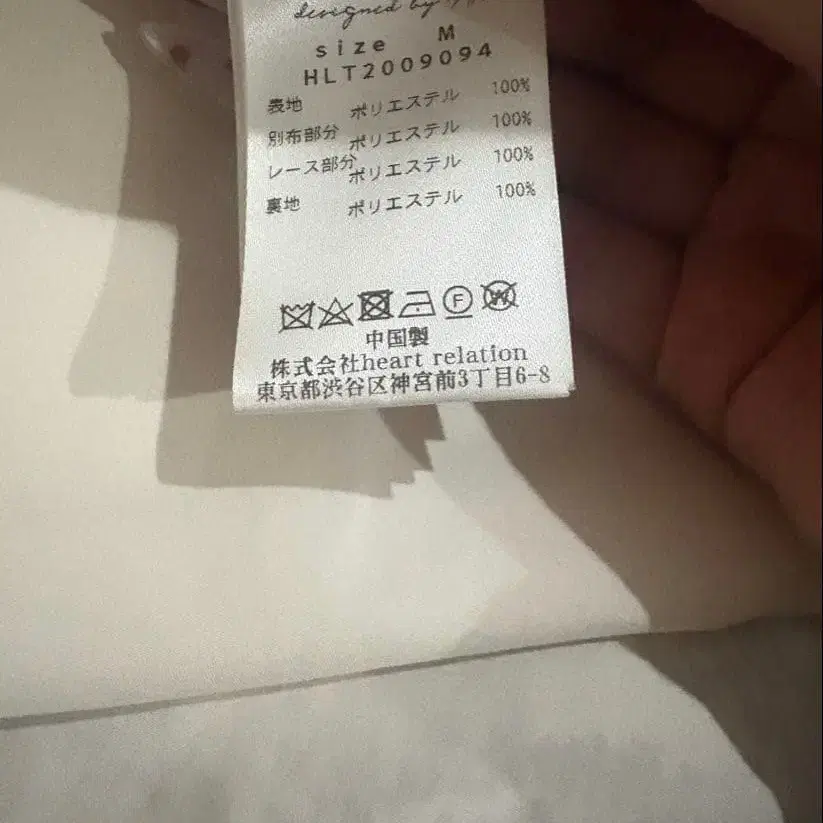 designed by
size M
HLT2009094
表地 ポリエステル 100%
別布部分 ポリエステル 100%
レース部分 ポリエステル 100%
裏地 ポリエステル 100%
F W
中国製
株式会社heart relation
東京都渋谷区神宮前3丁目6-8